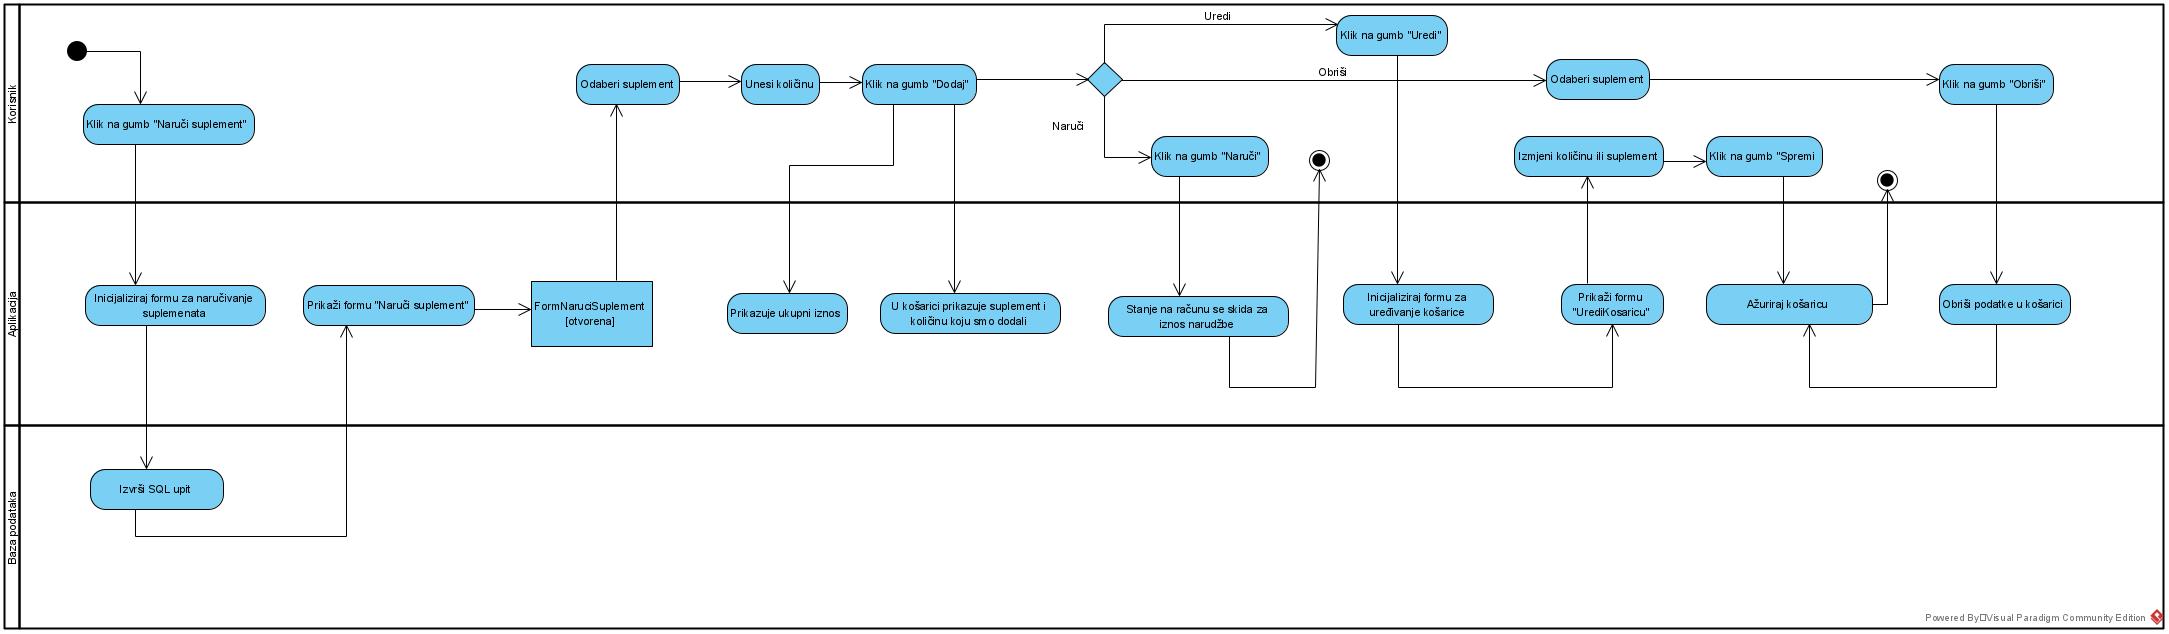 Korisnik
Klik na gumb "Naruči suplement"
Odaberi suplement
Unesi količinu
Klik na gumb "Dodaj"
Uredi
Klik na gumb "Uredi"
Obriši
Odaberi suplement
Klik na gumb "Obriši"
Naruči
Klik na gumb "Naruči"
Izmjeni količinu ili suplement
Klik na gumb "Spremi
Aplikacija
Inicijaliziraj formu za naručivanje
suplemenata
Prikaži formu "Naruči suplement"
FormNaruciSuplement
[otvorena]
Prikazuje ukupni iznos
U košarici prikazuje suplement i
količinu koju smo dodali
Stanje na računu se skida za
iznos narudžbe
Inicijaliziraj formu za
uređivanje košarice
Prikaži formu
"UrediKosaricu"
Ažuriraj košaricu
Obriši podatke u košarici
Baza podataka
Izvrši SQL upit
Powered By Visual Paradigm Community Edition